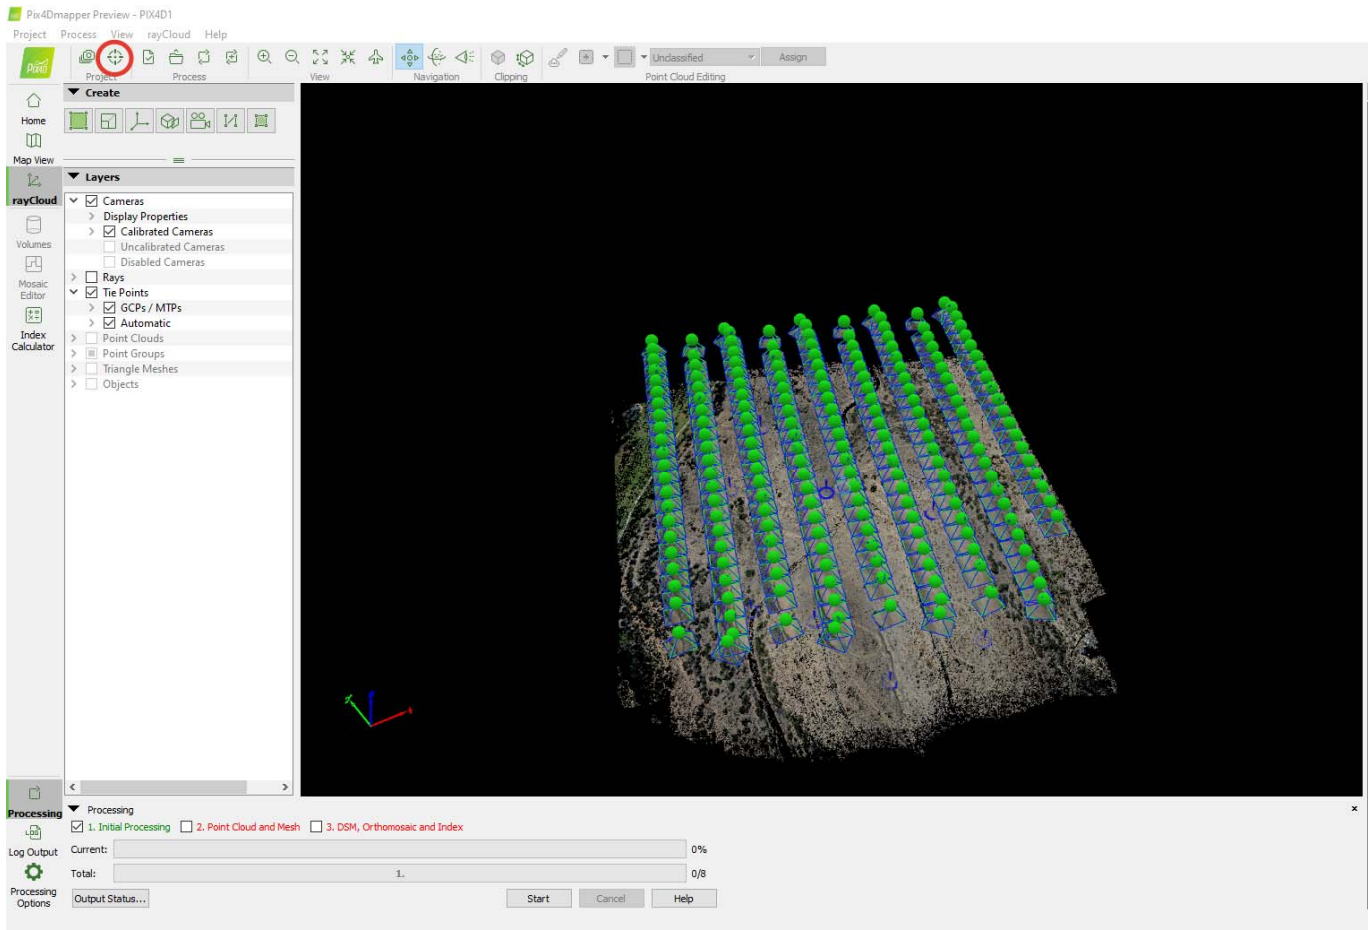 Pix4Dmapper Preview - PIX4D1
Project Process View rayCloud Help
PIX4D
Project Process View Navigation Clipping Point Cloud Editing
Unclassified Assign
Home
Map View
rayCloud
Volumes
Mosaic
Editor
Index
Calculator
Create
Layers
Cameras
Display Properties
Calibrated Cameras
Uncalibrated Cameras
Disabled Cameras
Rays
Tie Points
GCPs / MTPs
Automatic
Point Clouds
Point Groups
Triangle Meshes
Objects
Processing
Log Output
Processing
Options
Processing
1. Initial Processing 2. Point Cloud and Mesh 3. DSM, Orthomosaic and Index
Current: 0%
Total: 1. 0/8
Output Status... Start Cancel Help